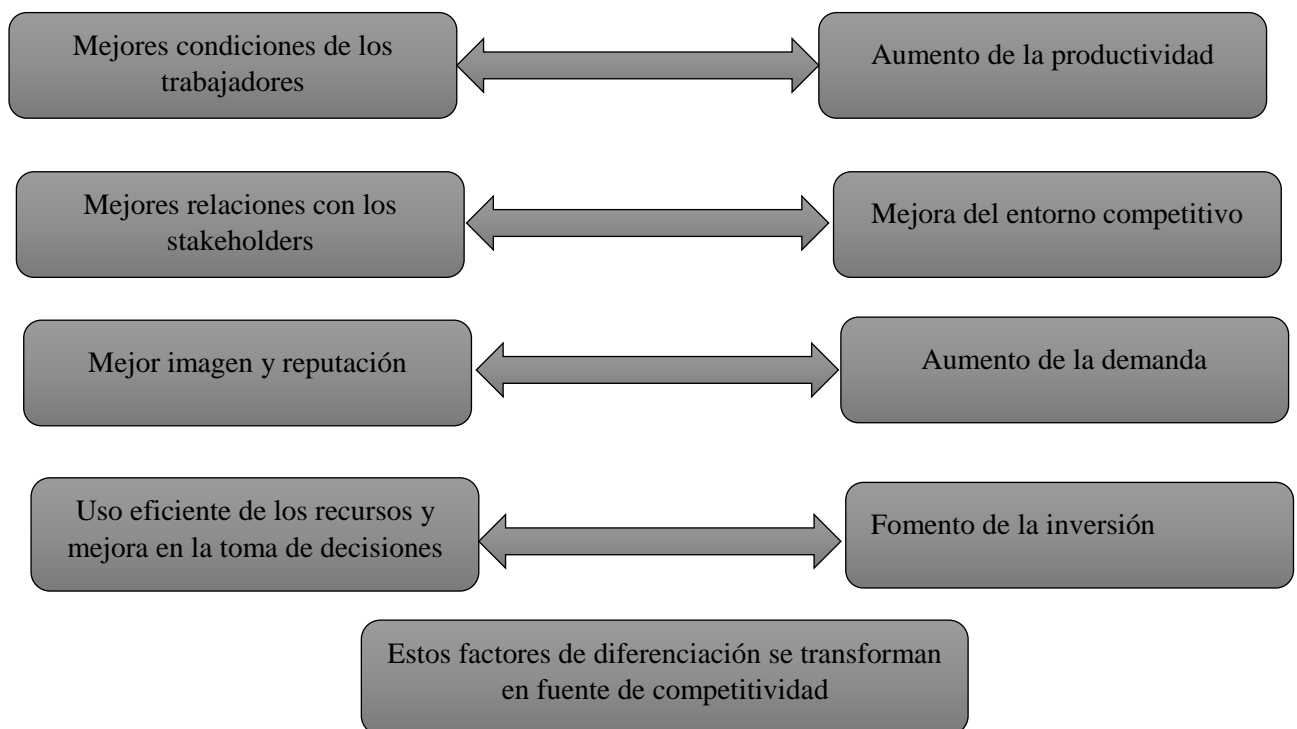 Mejores condiciones de los
trabajadores
Aumento de la productividad
Mejores relaciones con los
stakeholders
Mejora del entorno competitivo
Mejor imagen y reputación
Aumento de la demanda
Uso eficiente de los recursos y
mejora en la toma de decisiones
Fomento de la inversión
Estos factores de diferenciación se transforman
en fuente de competitividad